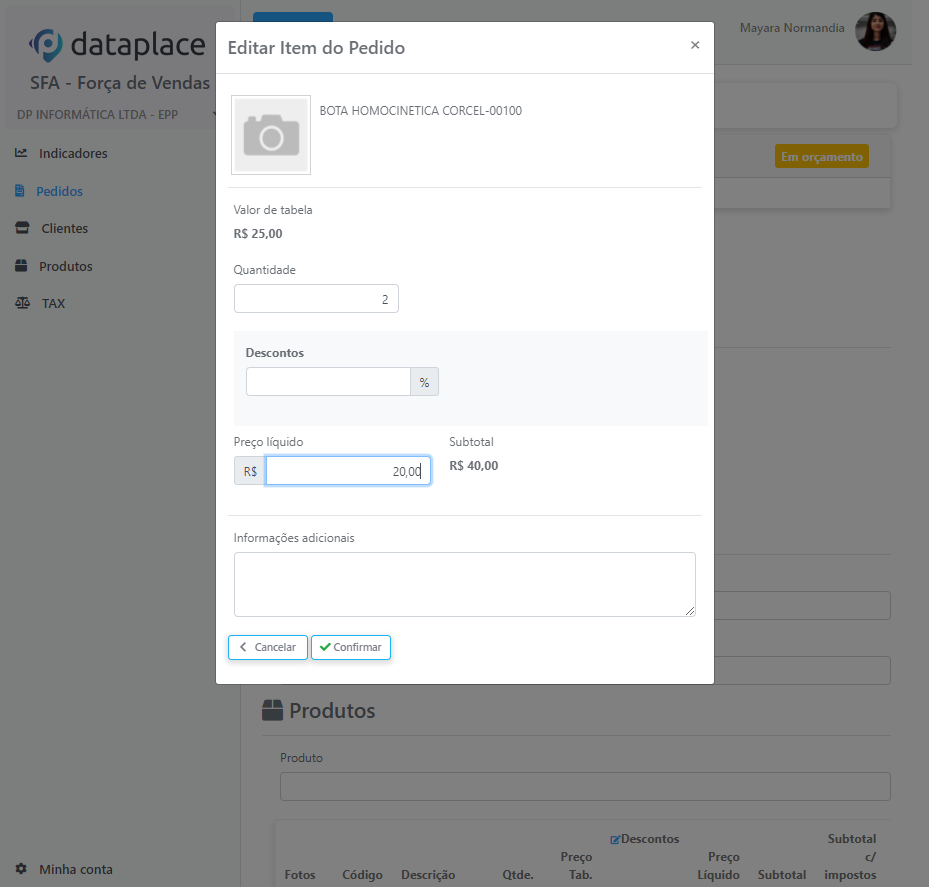 dataplace
SFA - Força de Vendas
DP INFORMÁTICA LTDA - EPP
Indicadores
Pedidos
Clientes
Produtos
TAX
Minha conta
Mayara Normandia
Em orçamento
Editar Item do Pedido
×
BOTA HOMOCINETICA CORCEL-00100
Valor de tabela
R$ 25,00
Quantidade
2
Descontos
%
Preço líquido
Subtotal
R$ 20,00
R$ 40,00
Informações adicionais
Cancelar
Confirmar
Produtos
Produto
Fotos
Código
Descrição
Qtde.
Preço
Tab.
Descontos
Preço
Líquido
Subtotal
Subtotal
c/
impostos